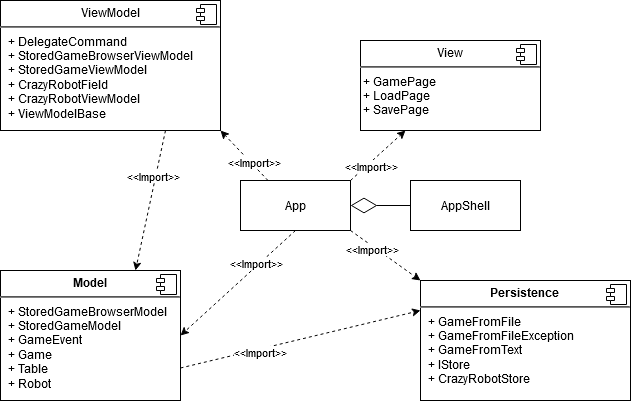 ViewModel
+ DelegateCommand
+ StoredGameBrowserViewModel
+ StoredGameViewModel
+ CrazyRobotField
+ CrazyRobotViewModel
+ ViewModelBase
View
+ GamePage
+ LoadPage
+ SavePage
<<Import>>
<<Import>>
<<Import>>
App
AppShell
<<Import>>
<<Import>>
Model
+ StoredGameBrowserModel
+ StoredGameModel
+ GameEvent
+ Game
+ Table
+ Robot
<<Import>>
Persistence
+ GameFromFile
+ GameFromFileException
+ GameFromText
+ IStore
+ CrazyRobotStore